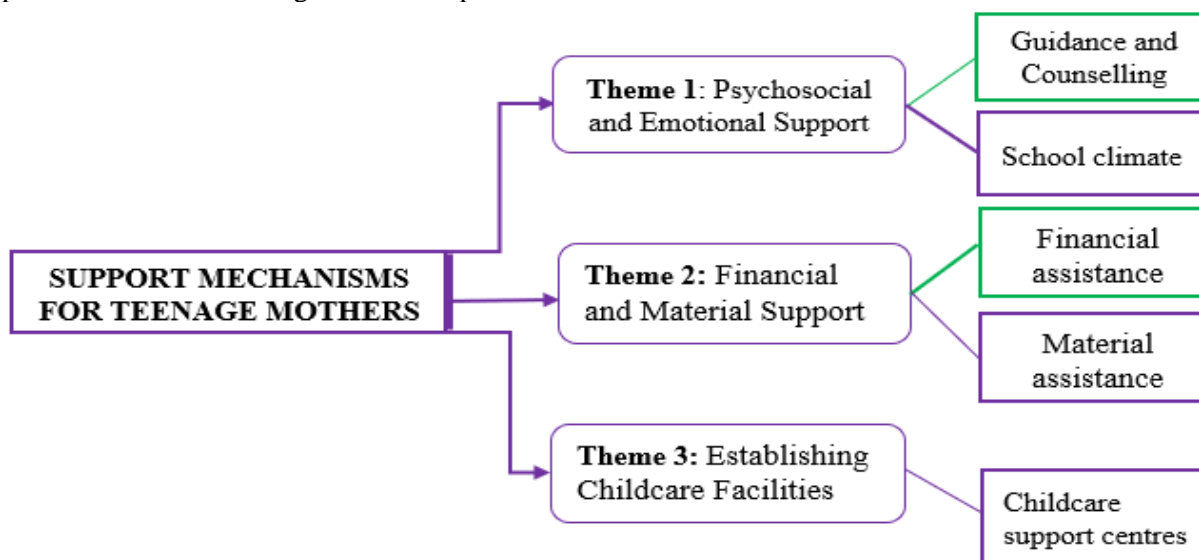 Guidance and
Counselling
Theme 1: Psychosocial
and Emotional Support
School climate
SUPPORT MECHANISMS
FOR TEENAGE MOTHERS
Theme 2: Financial
and Material Support
Financial
assistance
Material
assistance
Theme 3: Establishing
Childcare Facilities
Childcare
support centres